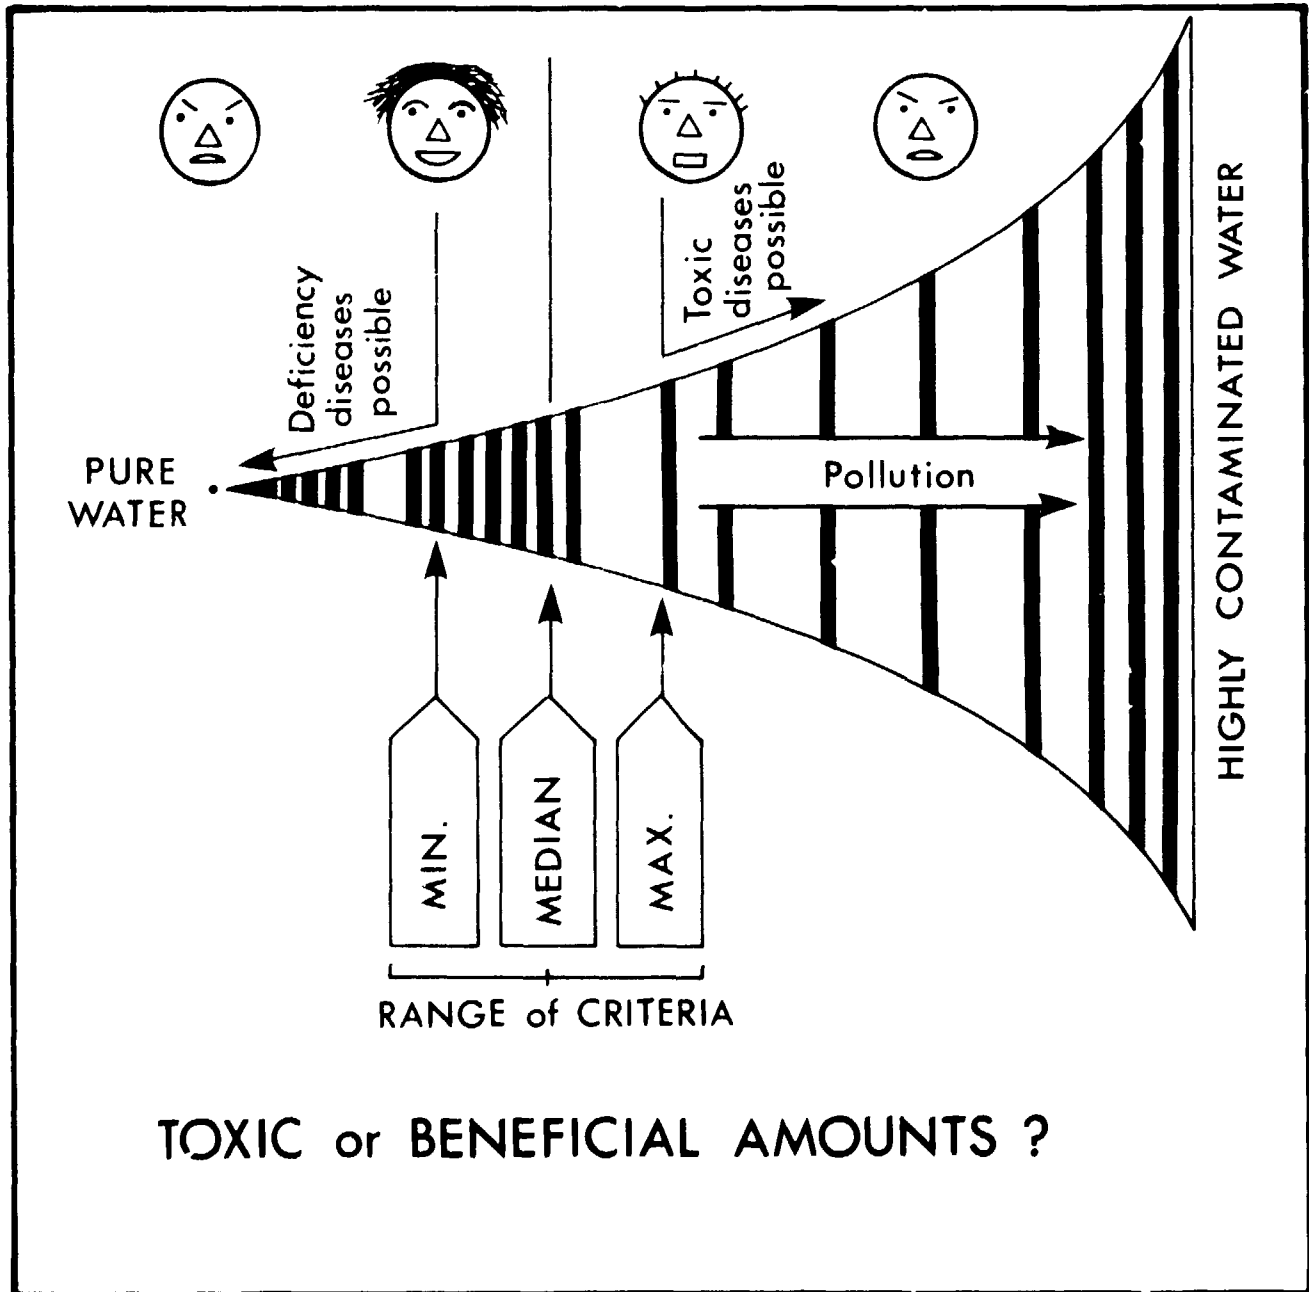 Deficiency
diseases
possible
Toxic
diseases
possible
PURE
WATER
Pollution
HIGHLY CONTAMINATED WATER
MIN.
MEDIAN
MAX.
RANGE of CRITERIA
TOXIC or BENEFICIAL AMOUNTS ?